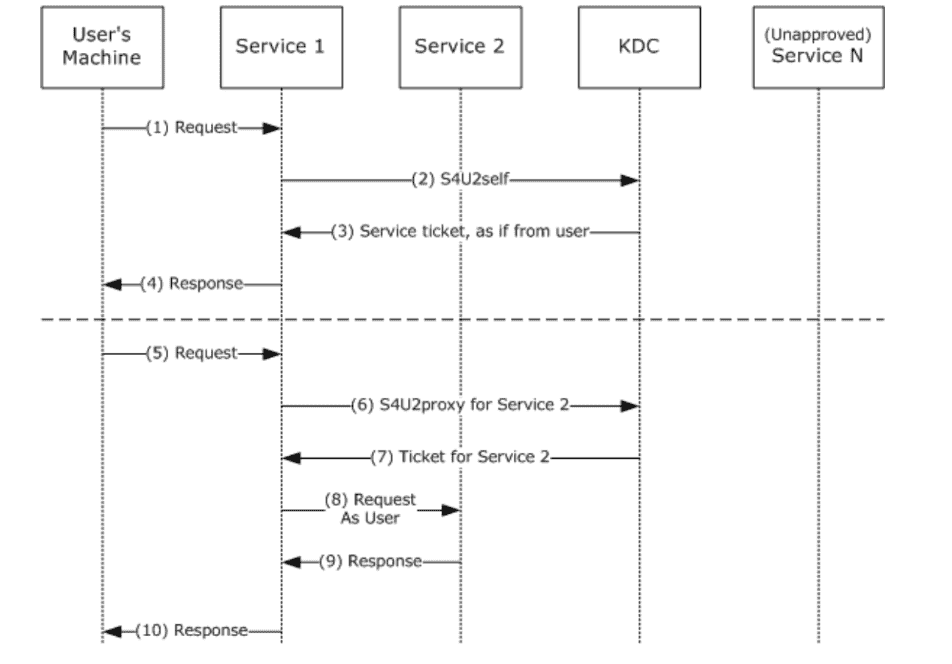 User's
Machine
Service 1
Service 2
KDC
(Unapproved)
Service N
(1) Request
(2) S4U2self
(3) Service ticket, as if from user
(4) Response
(5) Request
(6) S4U2proxy for Service 2
(7) Ticket for Service 2
(8) Request
As User
(9) Response
(10) Response